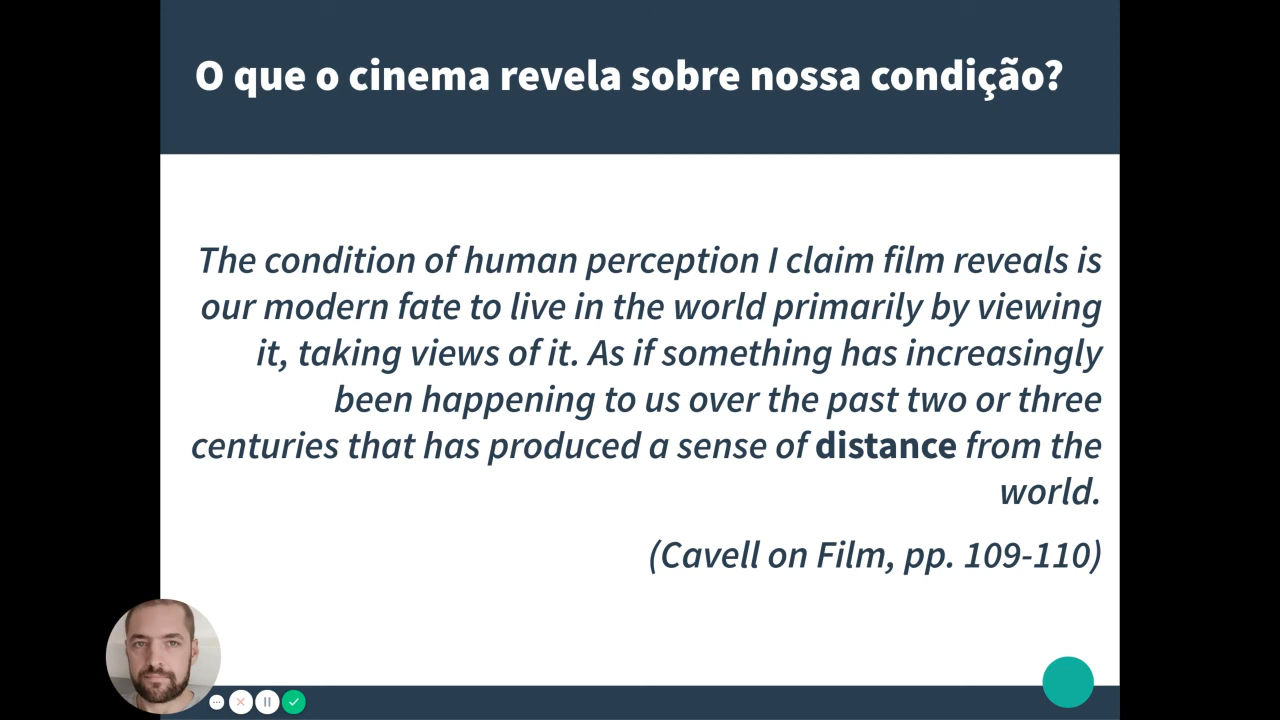 O que o cinema revela sobre nossa condição?
The condition of human perception I claim film reveals is
our modern fate to live in the world primarily by viewing
it, taking views of it. As if something has increasingly
been happening to us over the past two or three
centuries that has produced a sense of distance from the
world.
(Cavell on Film, pp. 109-110)